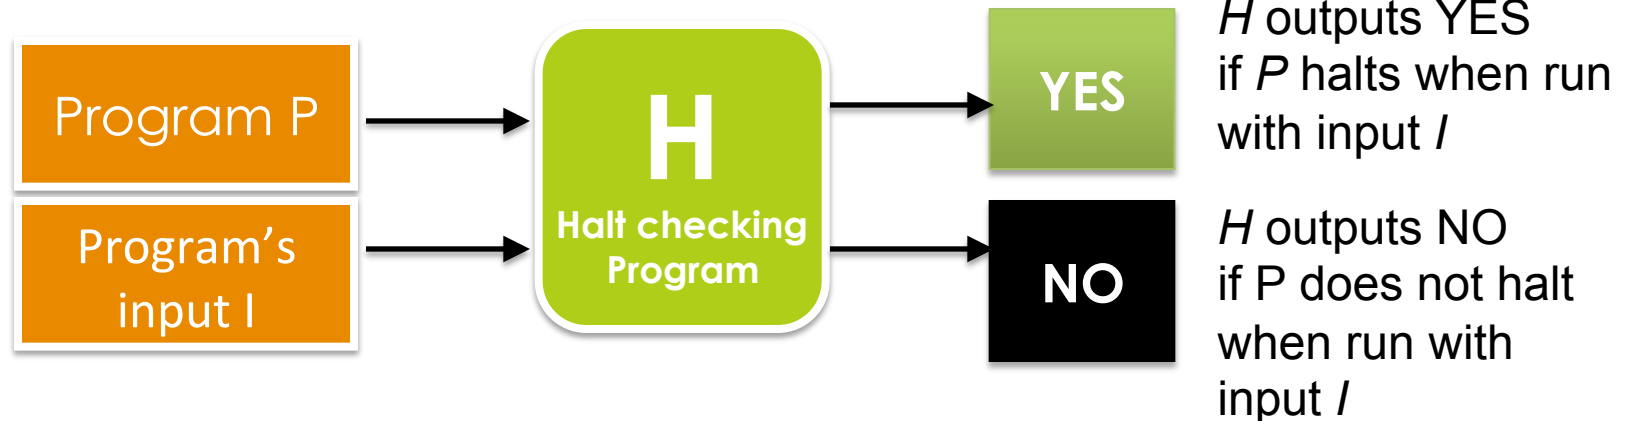 Program P
Program’s
input I
H
Halt checking
Program
YES
NO
H outputs YES
if P halts when run
with input I
H outputs NO
if P does not halt
when run with
input I